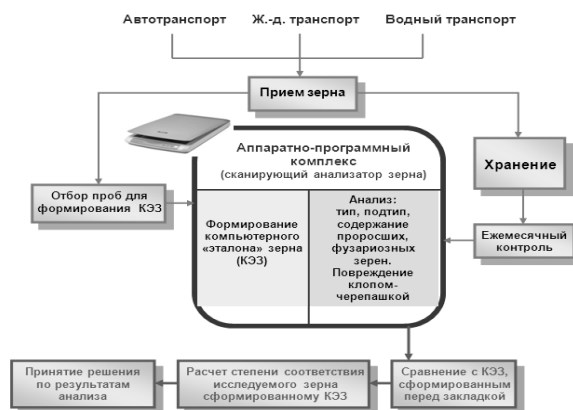 Автотранспорт Ж.-д. транспорт Водный транспорт
Прием зерна
Аппаратно-программный
комплекс
(сканирующий анализатор зерна)
Хранение
Отбор проб для
формирования КЭЗ
Формирование
компьютерного
«эталона» зерна
(КЭЗ)
Анализ:
тип, подтип,
содержание
проросших,
фузариозных
зерен.
Повреждение
клопом-
черепашкой
Ежемесячный
контроль
Принятие решения
по результатам
анализа
Расчет степени соответствия
исследуемого зерна
сформированному КЭЗ
Сравнение с КЭЗ,
сформированным
перед закладкой